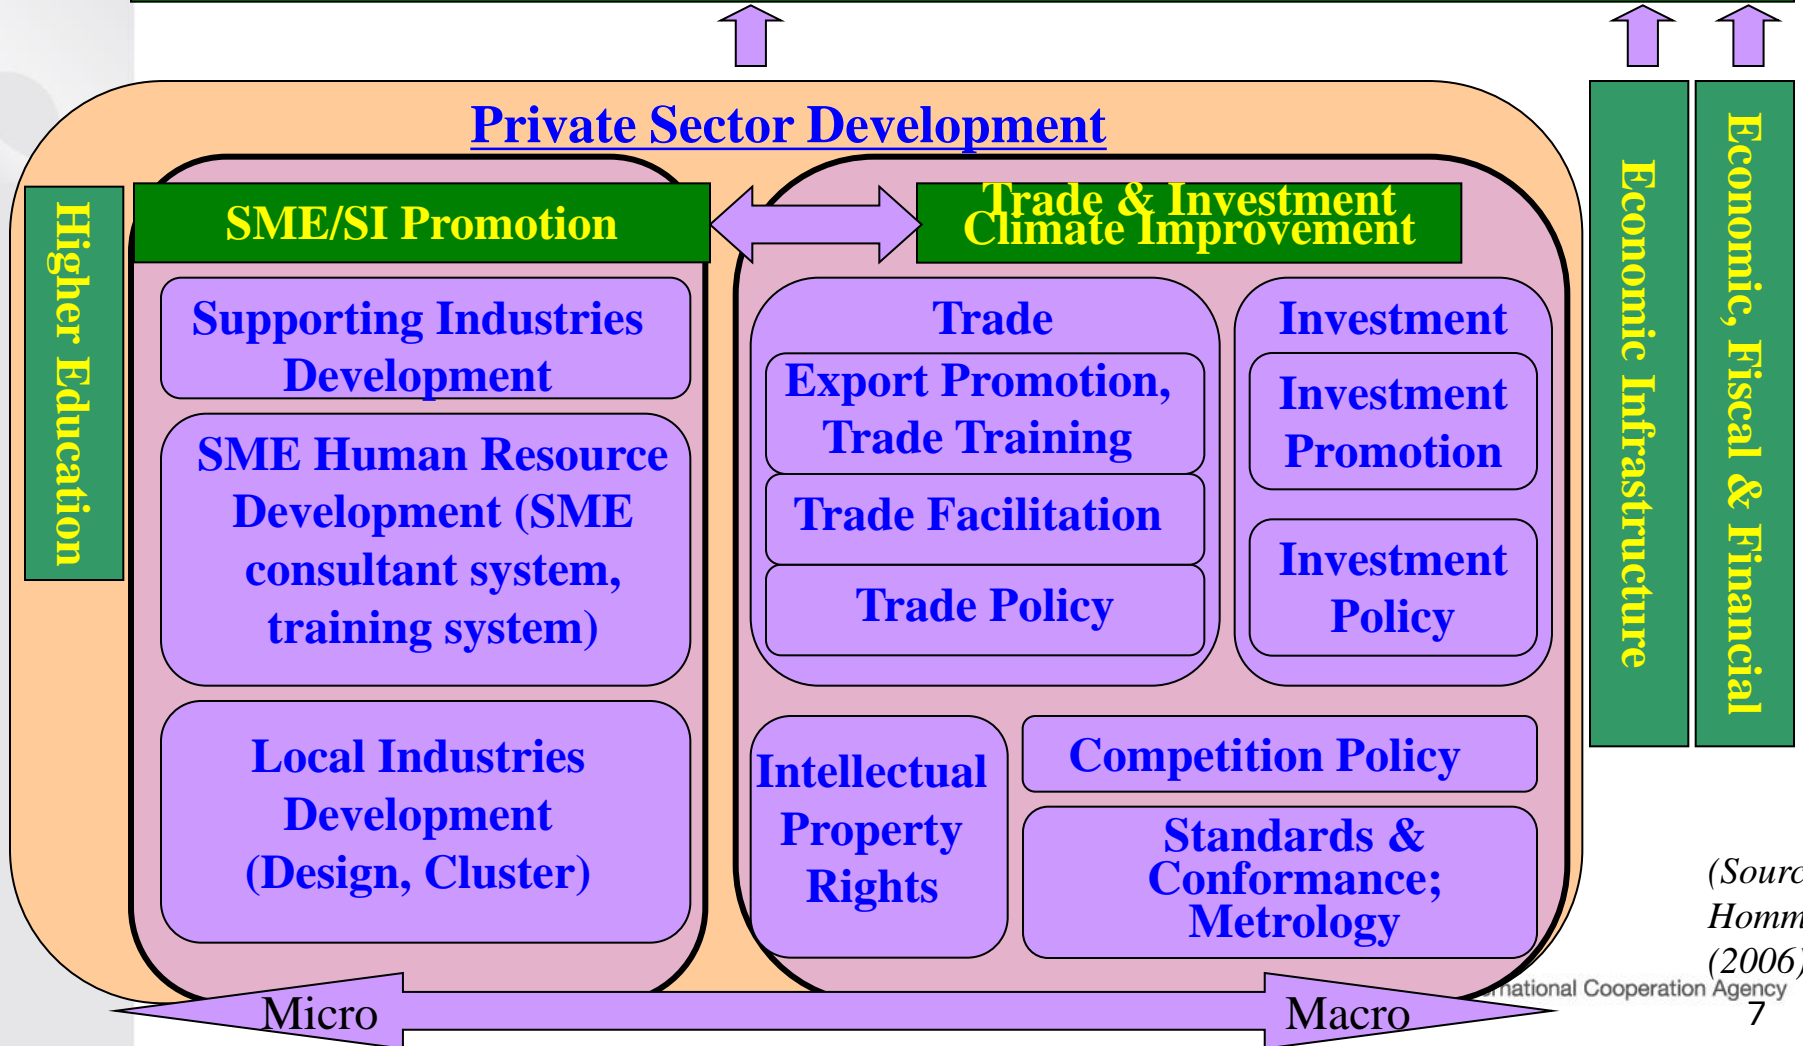 Private Sector Development
Higher Education
SME/SI Promotion
Supporting Industries
Development
SME Human Resource
Development (SME
consultant system,
training system)
Local Industries
Development
(Design, Cluster)
Trade & Investment
Climate Improvement
Trade
Export Promotion,
Trade Training
Trade Facilitation
Trade Policy
Investment
Investment
Promotion
Investment
Policy
Intellectual
Property
Rights
Competition Policy
Standards &
Conformance;
Metrology
Economic Infrastructure
Economic, Fiscal & Financial
Micro
Macro
(2006)
Cooperation Agency
7